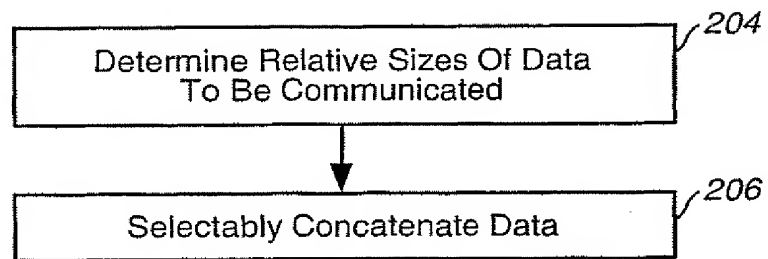 204
Determine Relative Sizes Of Data
To Be Communicated
206
Selectably Concatenate Data